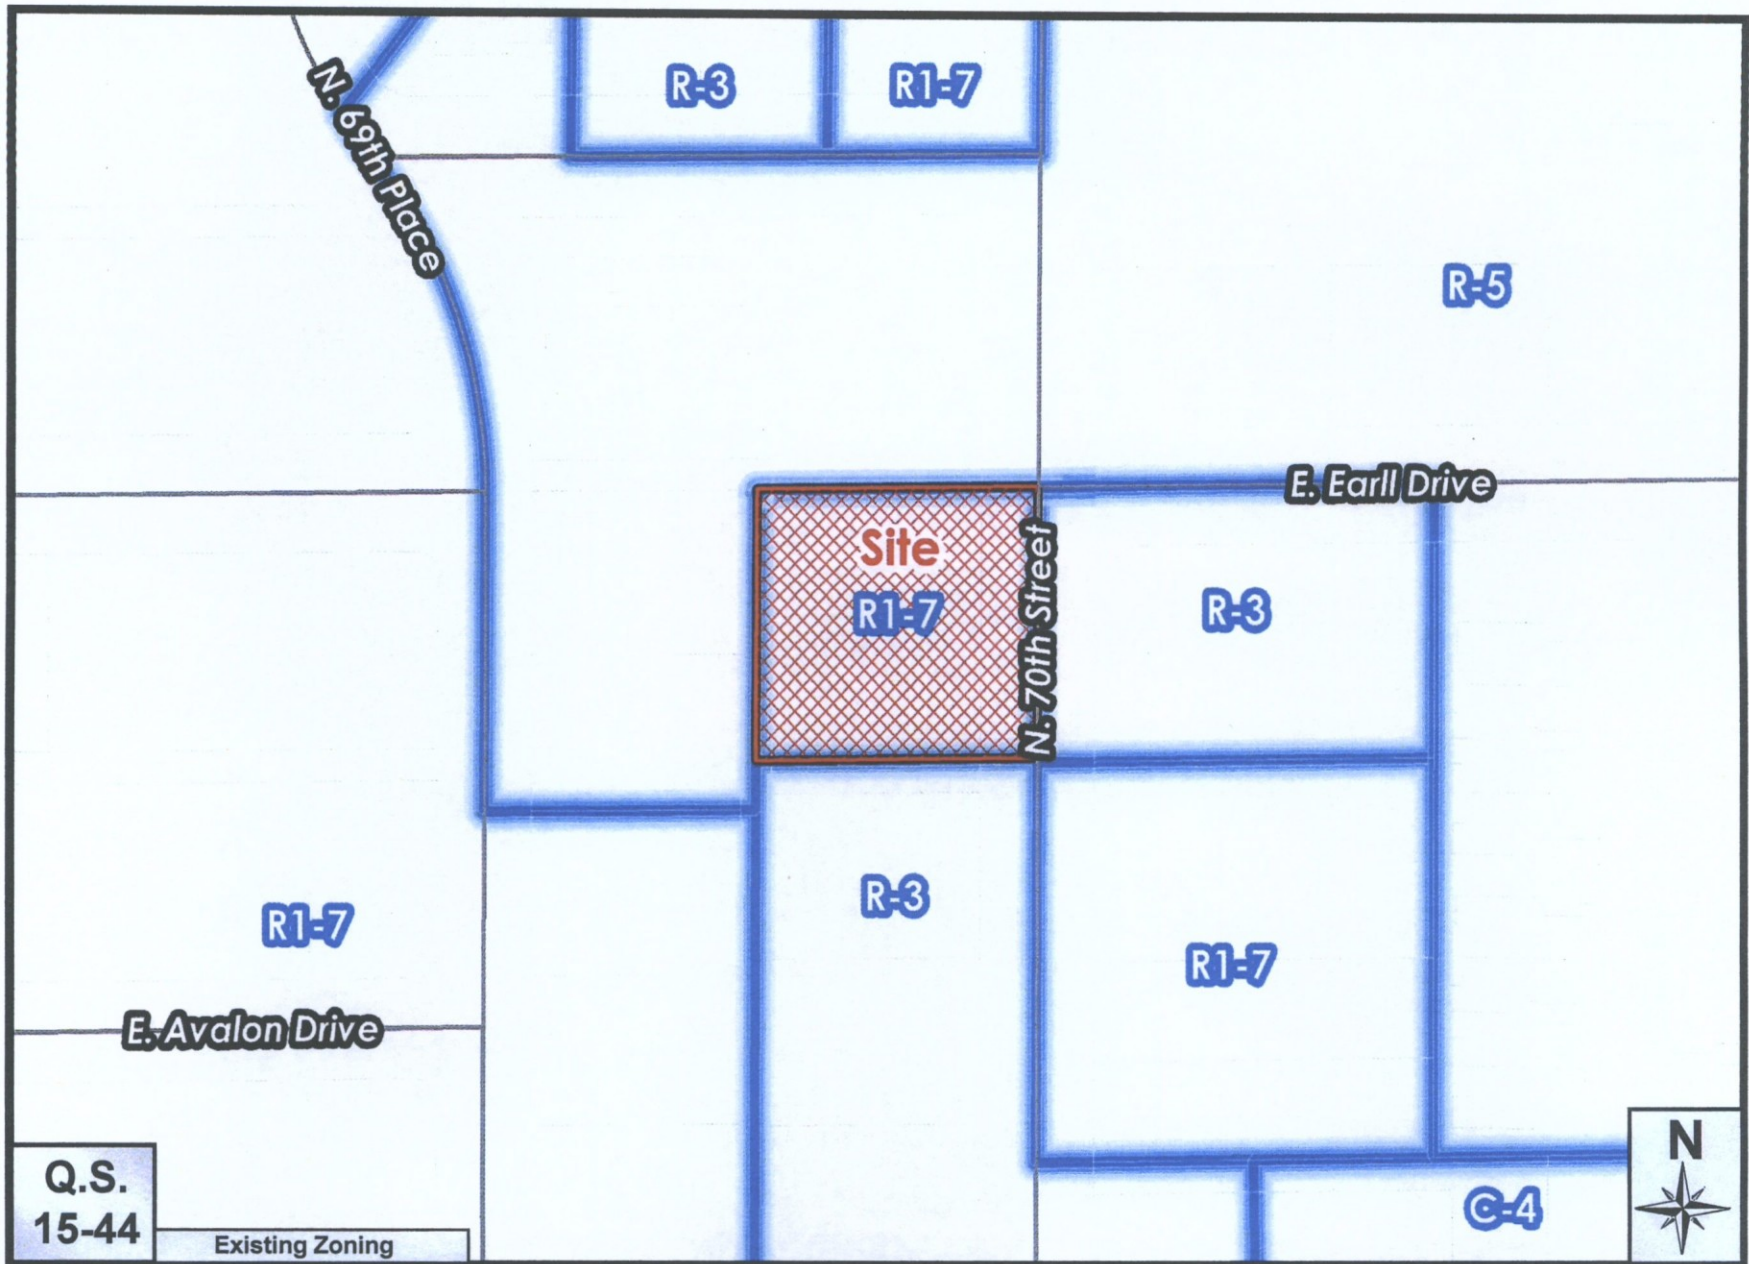 R-3
R1-7
N. 69th Place
R-5
E. Earll Drive
Site
R1-7
N. 70th Street
R-3
R-3
R1-7
R1-7
E. Avalon Drive
Q.S.
15-44
Existing Zoning
C-4
N